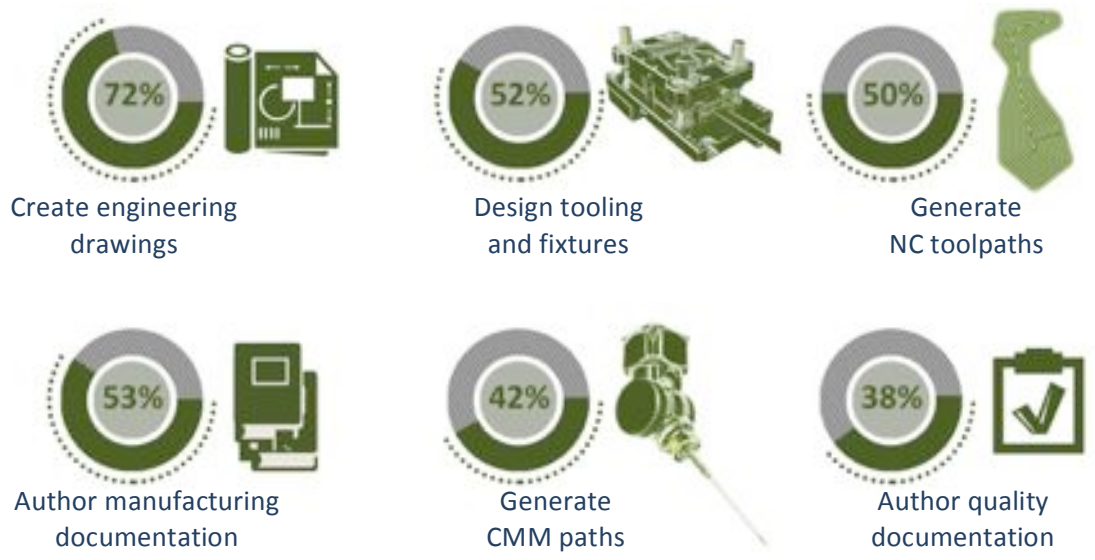 72%
52%
50%
Create engineering
drawings
Design tooling
and fixtures
Generate
NC toolpaths
53%
42%
38%
Author manufacturing
documentation
Generate
CMM paths
Author quality
documentation